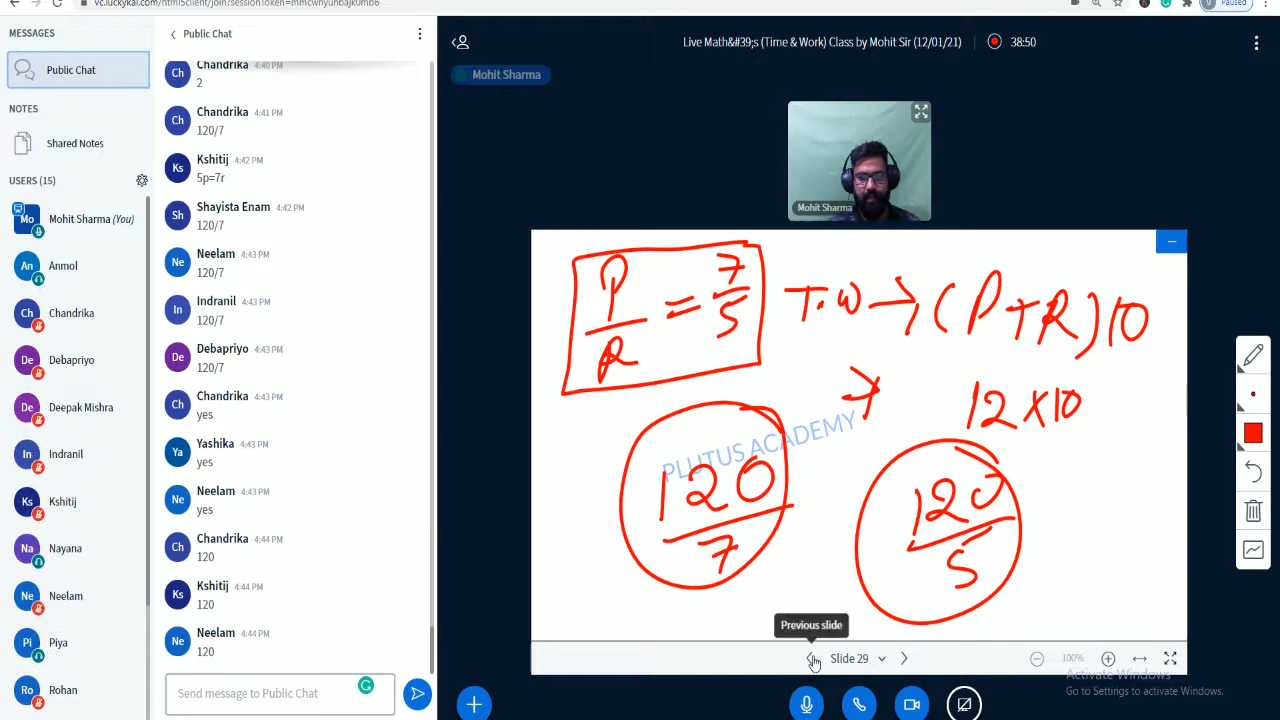 vc.luckykal.com/html5client/join?sessionToken=mmcwnyunbajk0mb6
Paused
MESSAGES
Public Chat
NOTES
Shared Notes
USERS (15)
Mo
Mohit Sharma (You)
An
Anmol
Ch
Chandrika
De
Debapriyo
De
Deepak Mishra
In
Indranil
Ks
Kshitij
Na
Nayana
Ne
Neelam
Pi
Piya
Ro
Rohan
Public Chat
Ch
Chandrika 4:40 PM
2
Ch
Chandrika 4:41 PM
120/7
Ks
Kshitij 4:42 PM
5p=7r
Sh
Shayista Enam 4:42 PM
120/7
Ne
Neelam 4:43 PM
120/7
In
Indranil 4:43 PM
120/7
De
Debapriyo 4:43 PM
120/7
Ch
Chandrika 4:43 PM
yes
Ya
Yashika 4:43 PM
yes
Ne
Neelam 4:43 PM
yes
Ch
Chandrika 4:44 PM
120
Ks
Kshitij 4:44 PM
120
Ne
Neelam 4:44 PM
120
Send message to Public Chat
Live Math&#39;s (Time & Work) Class by Mohit Sir (12/01/21)
38:50
Mohit Sharma
Mohit Sharma
P/R = 7/5
T.W → (P+R)10
→ 12×10
PLUTUS ACADEMY
120/7
120/5
Previous slide
Slide 29
100%
Activate Windows
Go to Settings to activate Windows.